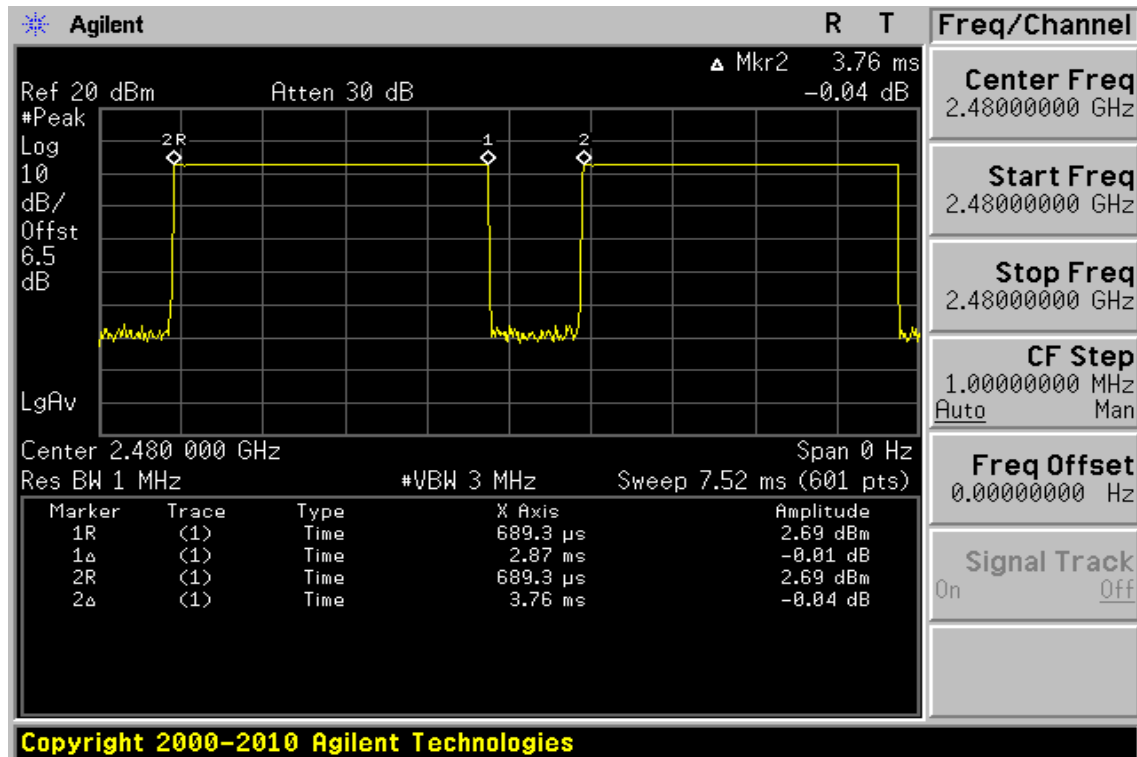 Agilent R T
Freq/Channel
Δ Mkr2 3.76 ms
Ref 20 dBm Atten 30 dB -0.04 dB
#Peak
Log
10
dB/
Offst
6.5
dB
LgAv
2R 1 2
Center 2.480 000 GHz Span 0 Hz
Res BW 1 MHz #VBW 3 MHz Sweep 7.52 ms (601 pts)
Marker Trace Type X Axis Amplitude
1R (1) Time 689.3 µs 2.69 dBm
1Δ (1) Time 2.87 ms -0.01 dB
2R (1) Time 689.3 µs 2.69 dBm
2Δ (1) Time 3.76 ms -0.04 dB
Center Freq
2.48000000 GHz
Start Freq
2.48000000 GHz
Stop Freq
2.48000000 GHz
CF Step
1.00000000 MHz
Auto Man
Freq Offset
0.00000000 Hz
Signal Track
On Off
Copyright 2000-2010 Agilent Technologies